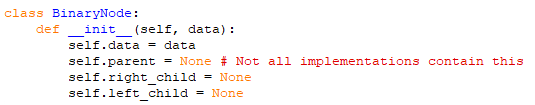 class BinaryNode:
    def __init__(self, data):
        self.data = data
        self.parent = None # Not all implementations contain this
        self.right_child = None
        self.left_child = None